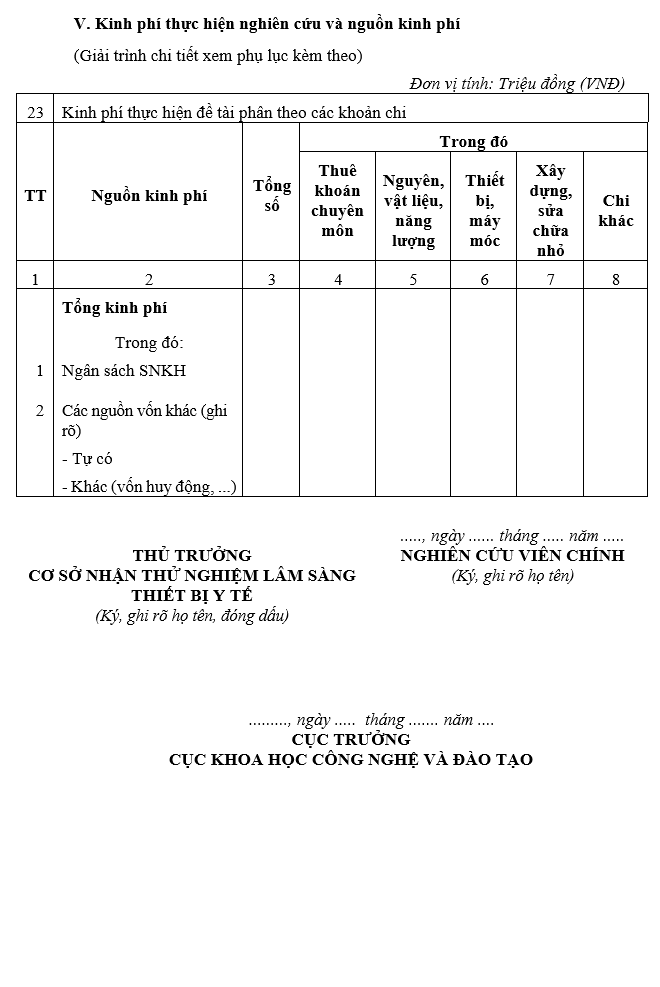 V. Kinh phí thực hiện nghiên cứu và nguồn kinh phí
(Giải trình chi tiết xem phụ lục kèm theo)
Đơn vị tính: Triệu đồng (VNĐ)
23 Kinh phí thực hiện đề tài phân theo các khoản chi
TT
Nguồn kinh phí
Tổng
số
Trong đó
Thuê
khoán
chuyên
môn
Nguyên,
vật liệu,
năng
lượng
Thiết
bị,
máy
móc
Xây
dựng,
sửa
chữa
nhỏ
Chi
khác
1 2 3 4 5 6 7 8
Tổng kinh phí
Trong đó:
1 Ngân sách SNKH
2 Các nguồn vốn khác (ghi
rõ)
- Tự có
- Khác (vốn huy động, ...)
THỦ TRƯỞNG
CƠ SỞ NHẬN THỬ NGHIỆM LÂM SÀNG
THIẾT BỊ Y TẾ
(Ký, ghi rõ họ tên, đóng dấu)
....., ngày ...... tháng ..... năm .....
NGHIÊN CỨU VIÊN CHÍNH
(Ký, ghi rõ họ tên)
........., ngày ..... tháng ....... năm ....
CỤC TRƯỞNG
CỤC KHOA HỌC CÔNG NGHỆ VÀ ĐÀO TẠO